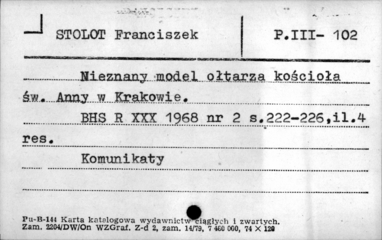 STOLOT Franciszek P.III- 102
Nieznany model ołtarza kościoła
św. Anny w Krakowie.
BHS R XXX 1968 nr 2 s.222-226,il.4
res.
Komunikaty
Pu-B-144 Karta katalogowa wydawnictw ciągłych i zwartych.
Zam. 2204/DW/On WZGraf. Z-d 2, zam. 14/79, 7 460 000, 74 X 128